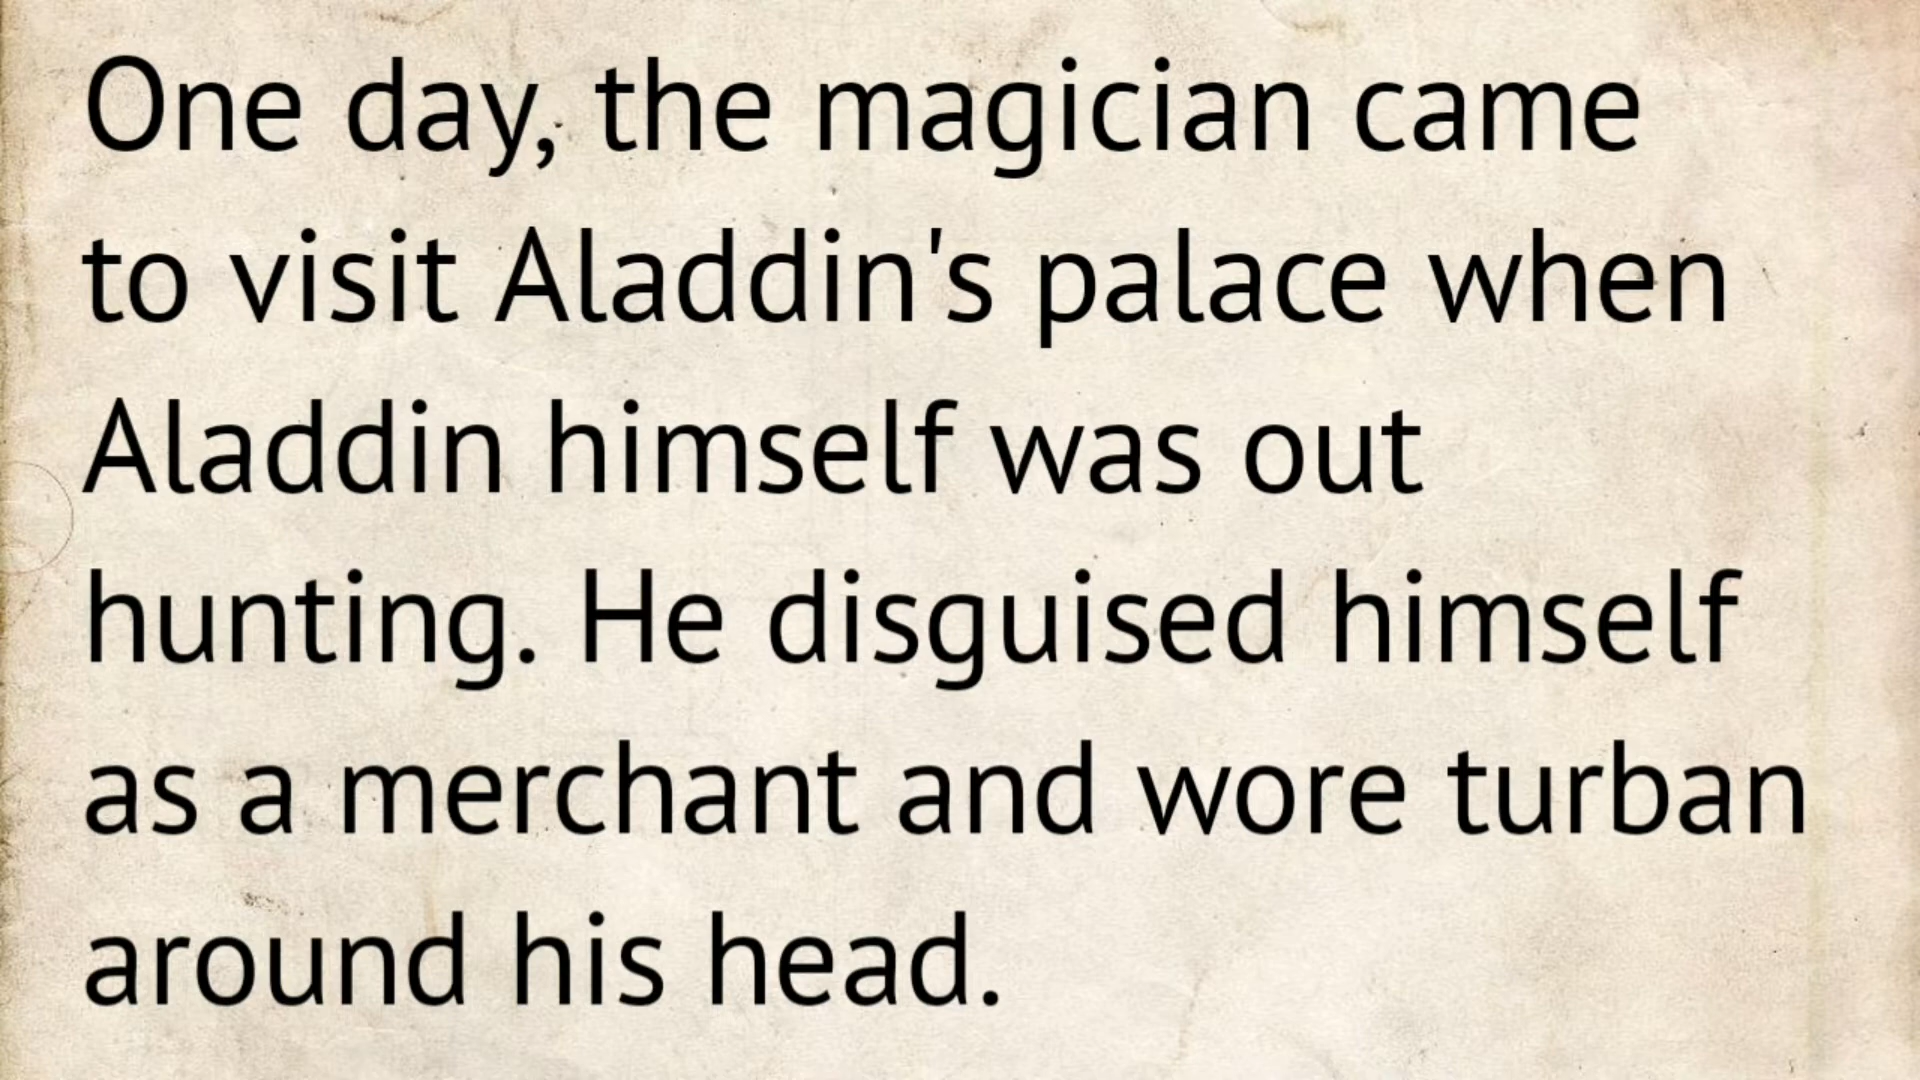 One day, the magician came
to visit Aladdin's palace when
Aladdin himself was out
hunting. He disguised himself
as a merchant and wore turban
around his head.